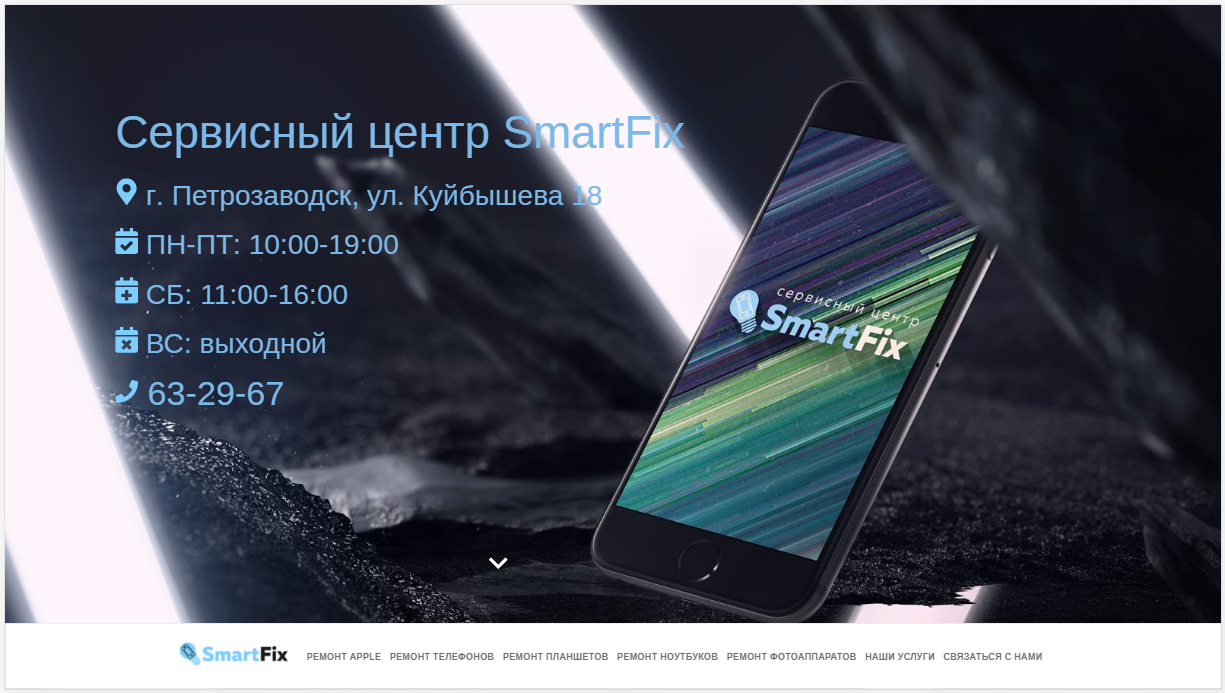 Сервисный центр SmartFix
г. Петрозаводск, ул. Куйбышева 18
ПН-ПТ: 10:00-19:00
СБ: 11:00-16:00
ВС: выходной
63-29-67
сервисный центр
SmartFix
SmartFix РЕМОНТ APPLE РЕМОНТ ТЕЛЕФОНОВ РЕМОНТ ПЛАНШЕТОВ РЕМОНТ НОУТБУКОВ РЕМОНТ ФОТОАППАРАТОВ НАШИ УСЛУГИ СВЯЗАТЬСЯ С НАМИ